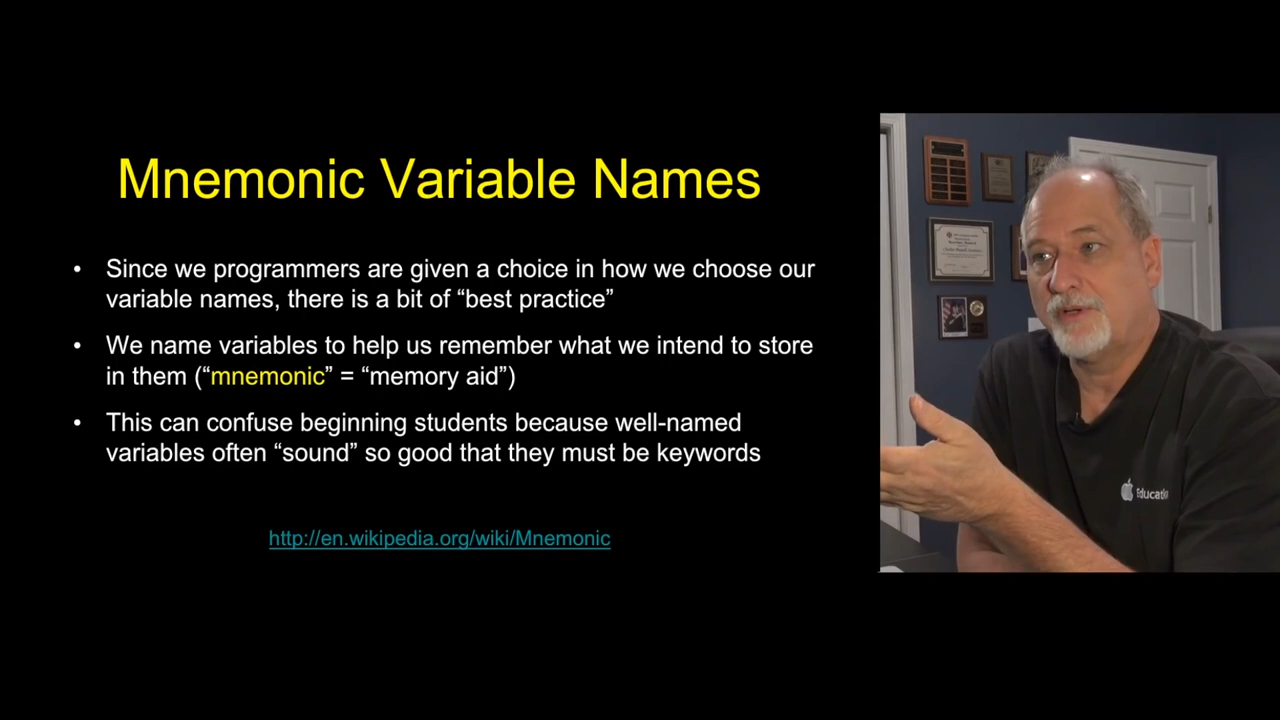 Mnemonic Variable Names
• Since we programmers are given a choice in how we choose our
variable names, there is a bit of “best practice”
• We name variables to help us remember what we intend to store
in them (“mnemonic” = “memory aid”)
• This can confuse beginning students because well-named
variables often “sound” so good that they must be keywords
http://en.wikipedia.org/wiki/Mnemonic